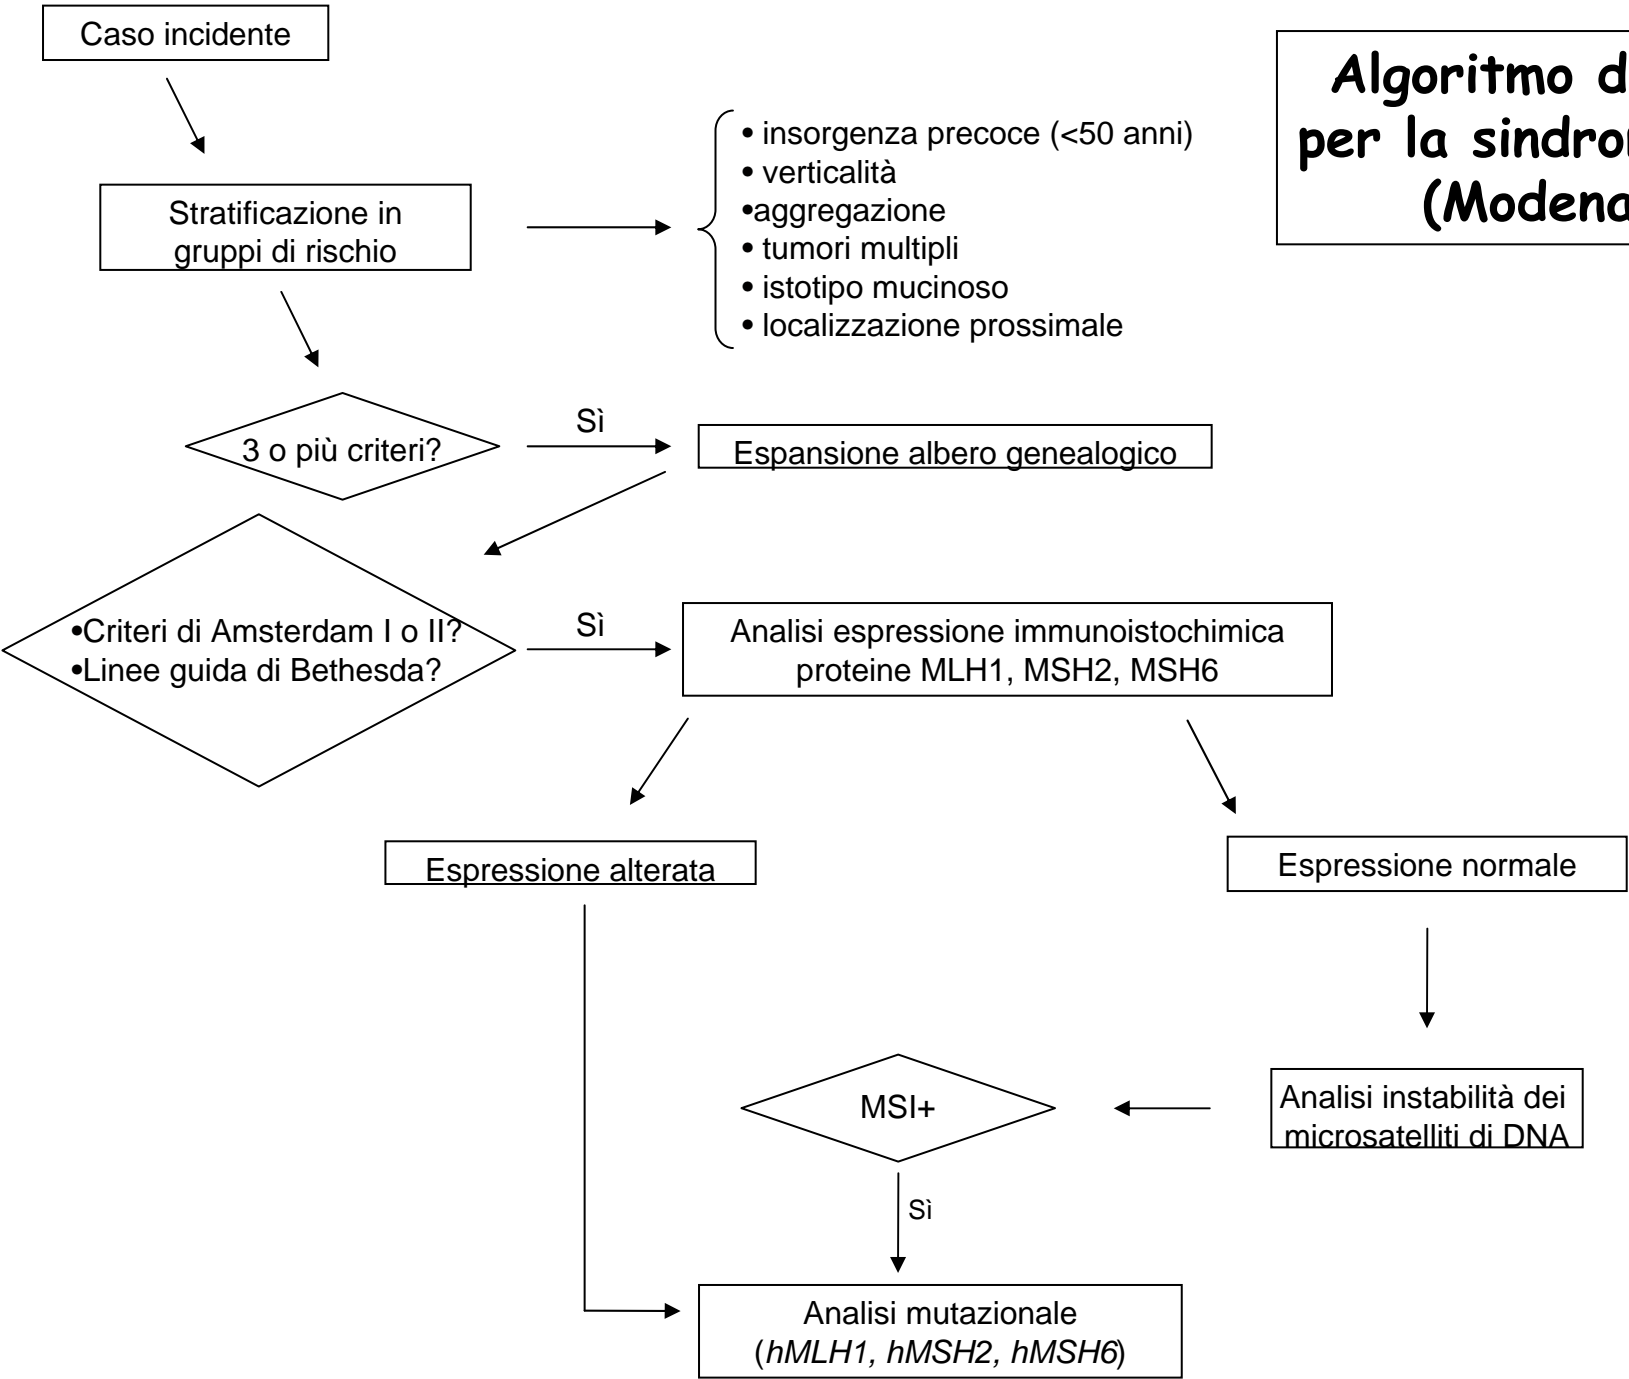 Caso incidente
Algoritmo d
per la sindro
(Modena
• insorgenza precoce (<50 anni)
• verticalità
•aggregazione
• tumori multipli
• istotipo mucinoso
• localizzazione prossimale
Stratificazione in
gruppi di rischio
3 o più criteri?
Sì
Espansione albero genealogico
•Criteri di Amsterdam I o II?
•Linee guida di Bethesda?
Sì
Analisi espressione immunoistochimica
proteine MLH1, MSH2, MSH6
Espressione alterata
Espressione normale
Analisi instabilità dei
microsatelliti di DNA
MSI+
Sì
Analisi mutazionale
(hMLH1, hMSH2, hMSH6)